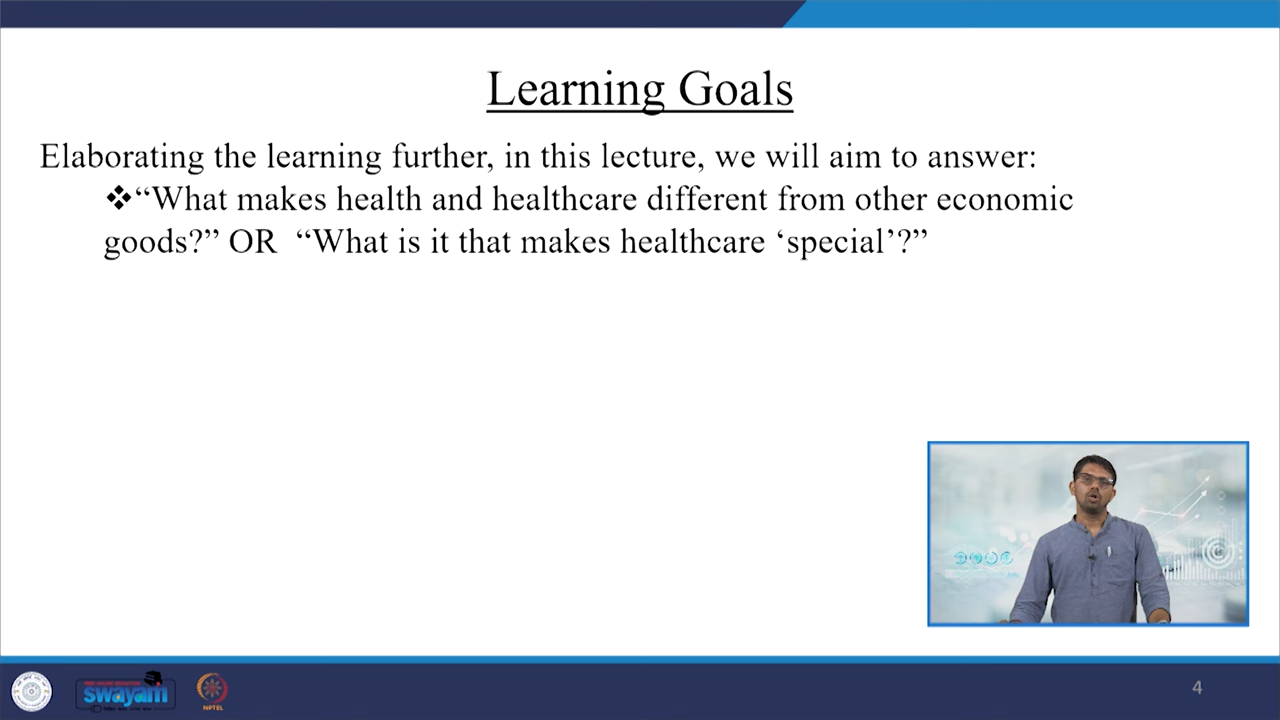 Learning Goals
Elaborating the learning further, in this lecture, we will aim to answer:
❖“What makes health and healthcare different from other economic
goods?” OR “What is it that makes healthcare ‘special’?”
swayam
NPTEL
4